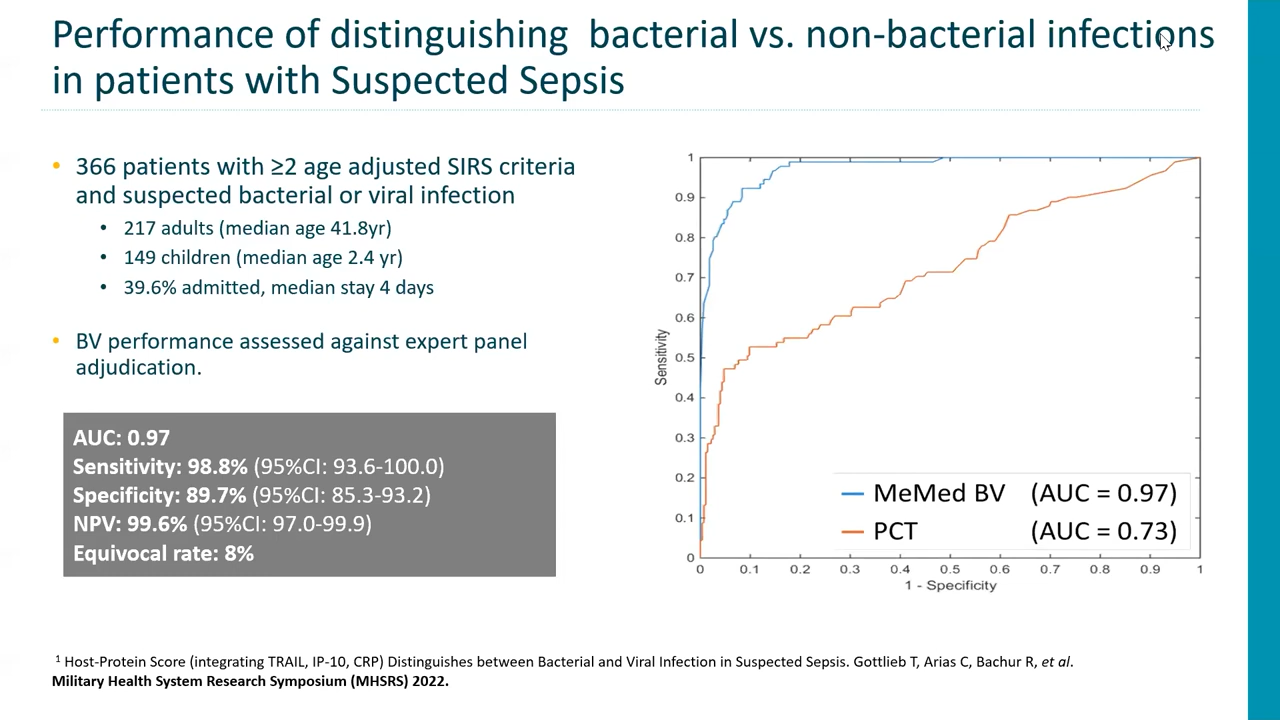 Performance of distinguishing  bacterial vs. non-bacterial infections
in patients with Suspected Sepsis
• 366 patients with ≥2 age adjusted SIRS criteria
and suspected bacterial or viral infection
• 217 adults (median age 41.8yr)
• 149 children (median age 2.4 yr)
• 39.6% admitted, median stay 4 days
• BV performance assessed against expert panel
adjudication.
AUC: 0.97
Sensitivity: 98.8% (95%CI: 93.6-100.0)
Specificity: 89.7% (95%CI: 85.3-93.2)
NPV: 99.6% (95%CI: 97.0-99.9)
Equivocal rate: 8%
Sensitivity
1
0.9
0.8
0.7
0.6
0.5
0.4
0.3
0.2
0.1
0
MeMed BV (AUC = 0.97)
PCT (AUC = 0.73)
0 0.1 0.2 0.3 0.4 0.5 0.6 0.7 0.8 0.9 1
1 - Specificity
1 Host-Protein Score (integrating TRAIL, IP-10, CRP) Distinguishes between Bacterial and Viral Infection in Suspected Sepsis. Gottlieb T, Arias C, Bachur R, et al.
Military Health System Research Symposium (MHSRS) 2022.